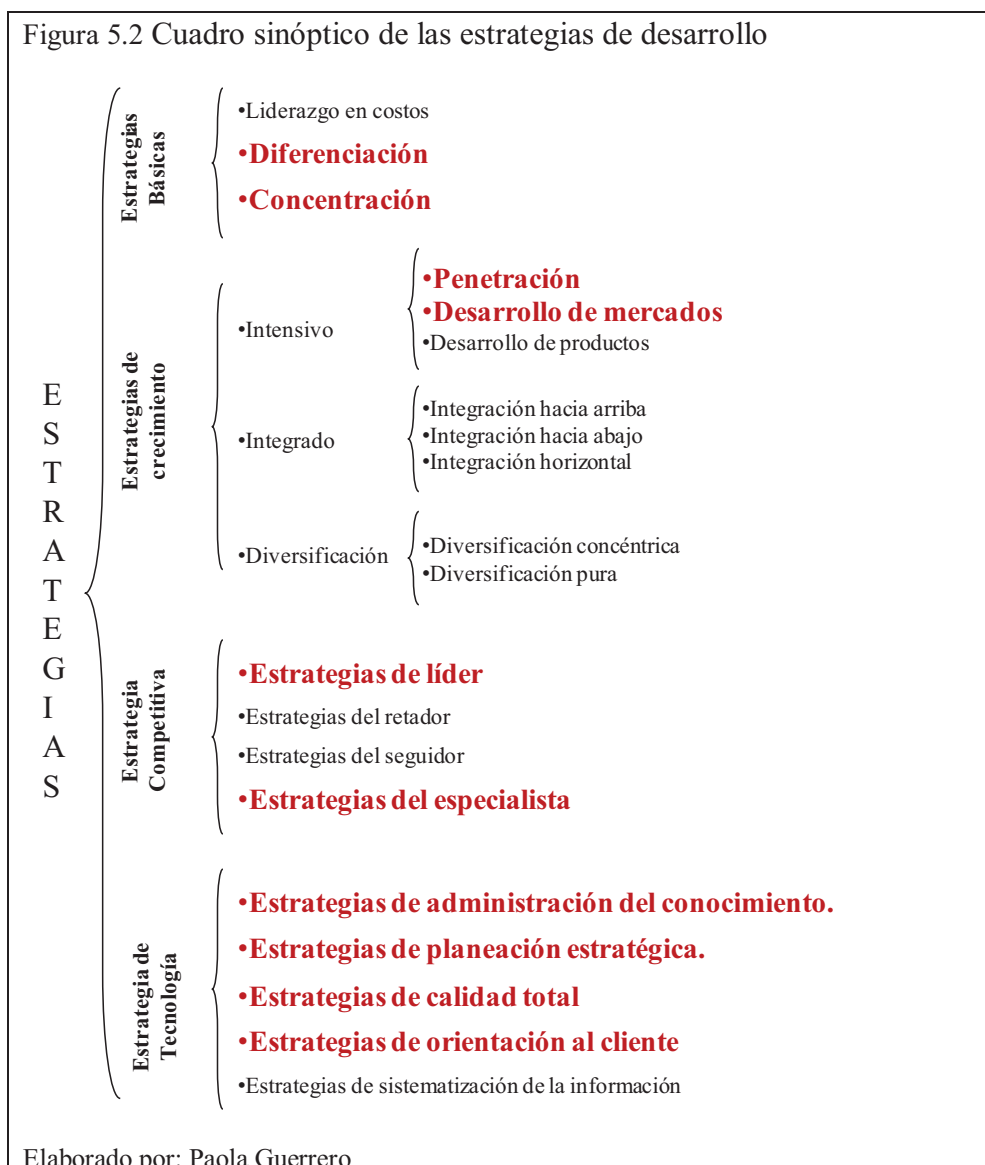 Figura 5.2 Cuadro sinóptico de las estrategias de desarrollo
ESTRATEGIAS
Estrategias
Básicas
•Liderazgo en costos
•Diferenciación
•Concentración
Estrategias de
crecimiento
•Intensivo
•Penetración
•Desarrollo de mercados
•Desarrollo de productos
•Integrado
•Integración hacia arriba
•Integración hacia abajo
•Integración horizontal
•Diversificación
•Diversificación concéntrica
•Diversificación pura
Estrategia
Competitiva
•Estrategias de líder
•Estrategias del retador
•Estrategias del seguidor
•Estrategias del especialista
Estrategia de
Tecnología
•Estrategias de administración del conocimiento.
•Estrategias de planeación estratégica.
•Estrategias de calidad total
•Estrategias de orientación al cliente
•Estrategias de sistematización de la información
Elaborado por: Paola Guerrero